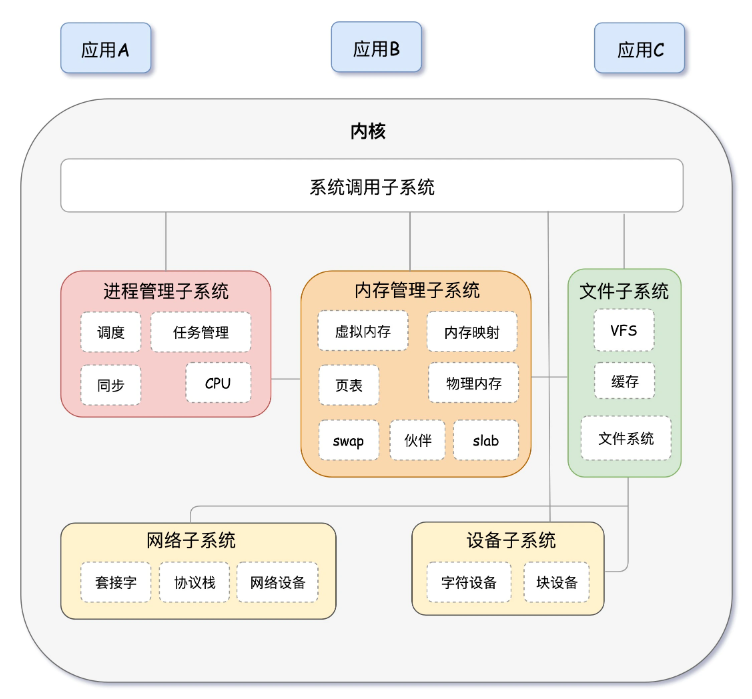 应用A
应用B
应用C
内核
系统调用子系统
进程管理子系统
调度
任务管理
同步
CPU
内存管理子系统
虚拟内存
内存映射
页表
物理内存
swap
伙伴
slab
文件子系统
VFS
缓存
文件系统
网络子系统
套接字
协议栈
网络设备
设备子系统
字符设备
块设备